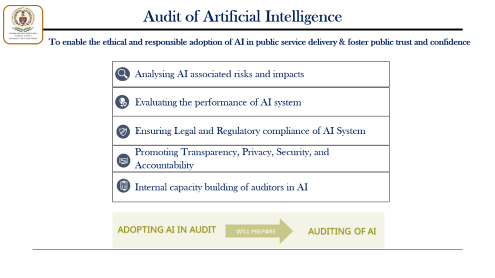 Audit of Artificial Intelligence
To enable the ethical and responsible adoption of AI in public service delivery & foster public trust and confidence
Analysing AI associated risks and impacts
Evaluating the performance of AI system
Ensuring Legal and Regulatory compliance of AI System
Promoting Transparency, Privacy, Security, and
Accountability
Internal capacity building of auditors in AI
ADOPTING AI IN AUDIT
WILL PREPARE
AUDITING OF AI